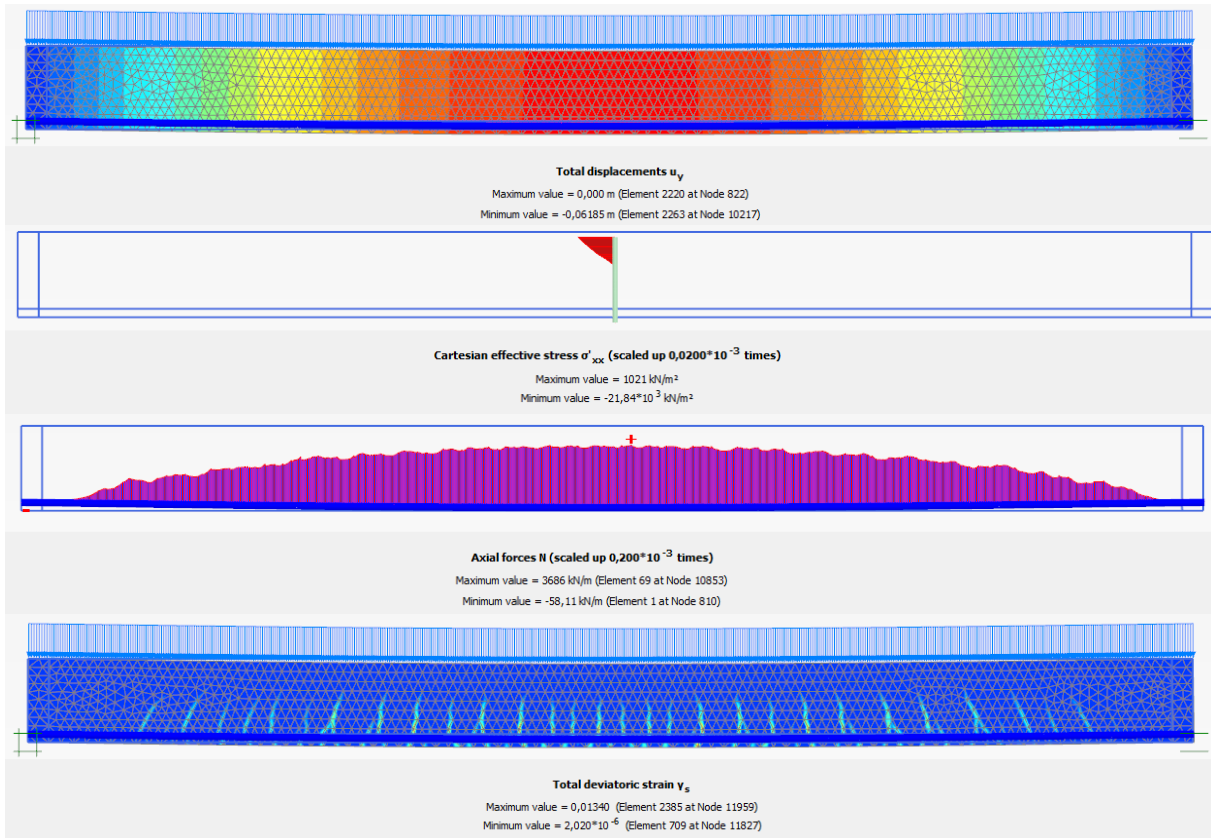 Total displacements uy
Maximum value = 0,000 m (Element 2220 at Node 822)
Minimum value = -0,06185 m (Element 2263 at Node 10217)
Cartesian effective stress σ'xx (scaled up 0,0200*10⁻³ times)
Maximum value = 1021 kN/m²
Minimum value = -21,84*10³ kN/m²
Axial forces N (scaled up 0,200*10⁻³ times)
Maximum value = 3686 kN/m (Element 69 at Node 10853)
Minimum value = -58,11 kN/m (Element 1 at Node 810)
Total deviatoric strain γs
Maximum value = 0,01340 (Element 2385 at Node 11959)
Minimum value = 2,020*10⁻⁶ (Element 709 at Node 11827)